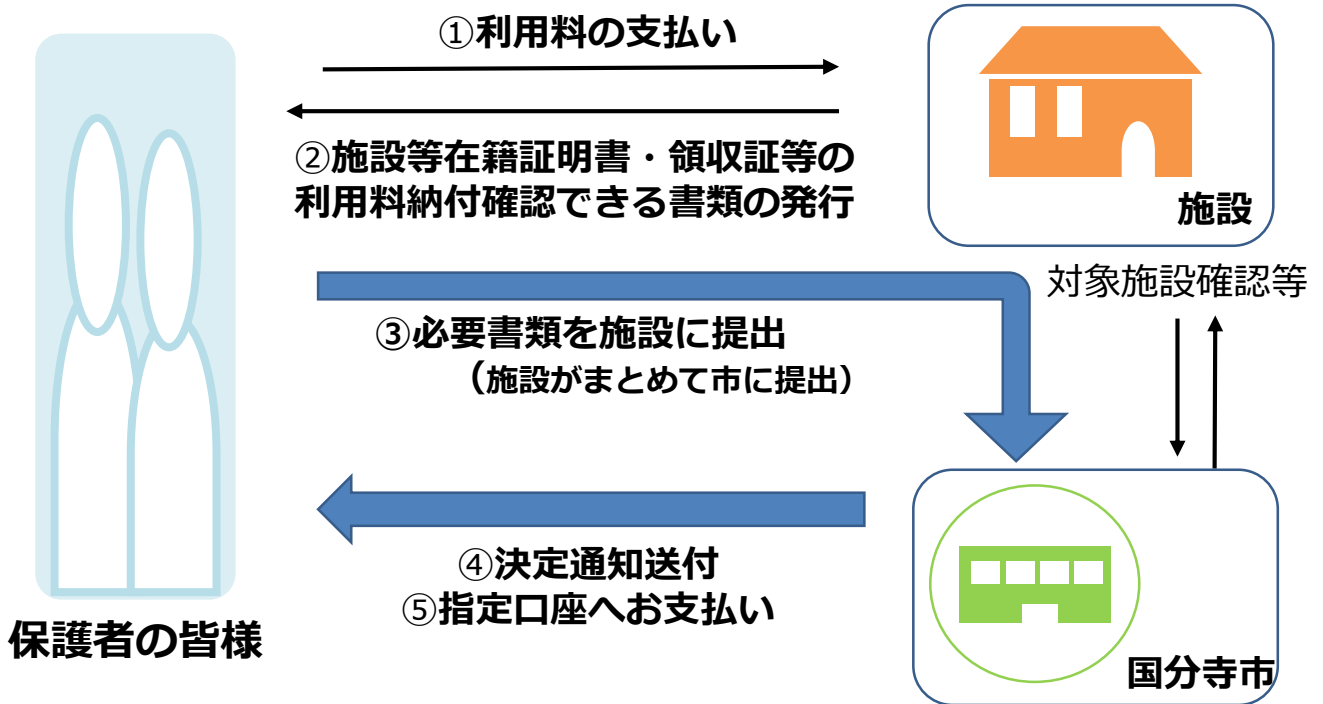 ①利用料の支払い
②施設等在籍証明書・領収証等の
利用料納付確認できる書類の発行
施設
対象施設確認等
③必要書類を施設に提出
（施設がまとめて市に提出）
④決定通知送付
⑤指定口座へお支払い
保護者の皆様
国分寺市